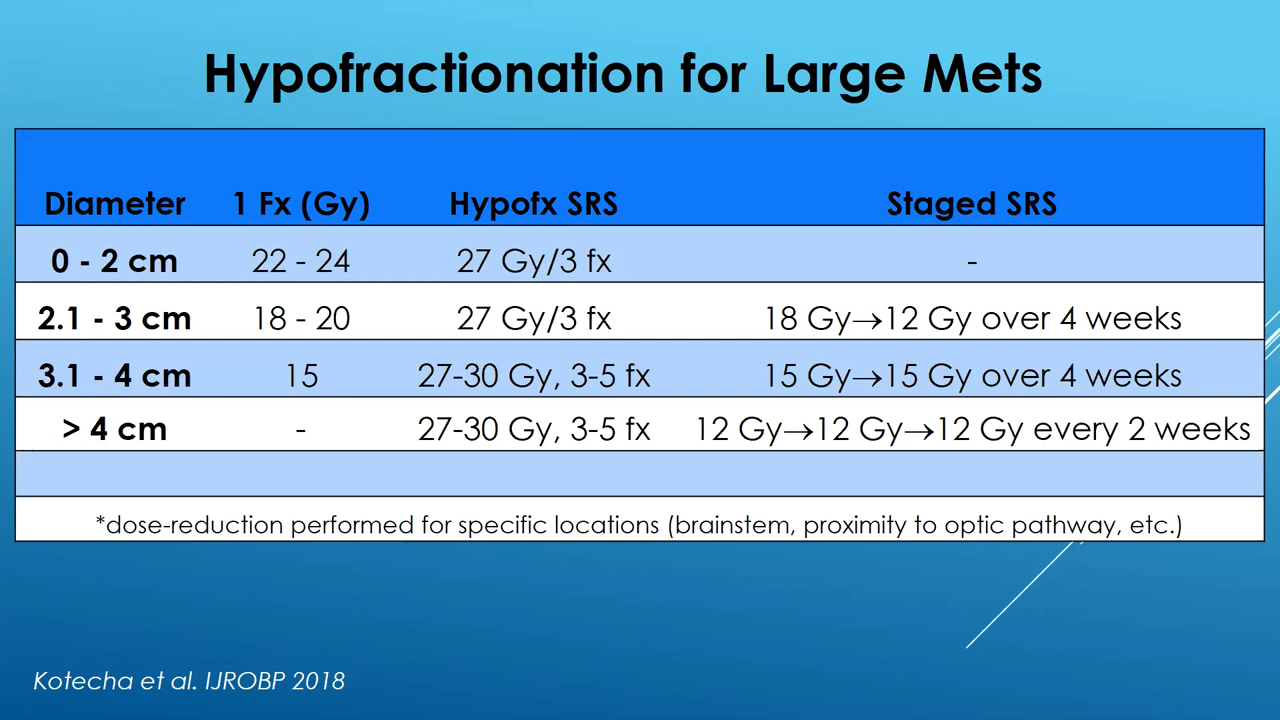 Hypofractionation for Large Mets
Diameter 1 Fx (Gy) Hypofx SRS Staged SRS
0 - 2 cm 22 - 24 27 Gy/3 fx -
2.1 - 3 cm 18 - 20 27 Gy/3 fx 18 Gy→12 Gy over 4 weeks
3.1 - 4 cm 15 27-30 Gy, 3-5 fx 15 Gy→15 Gy over 4 weeks
> 4 cm - 27-30 Gy, 3-5 fx 12 Gy→12 Gy→12 Gy every 2 weeks
*dose-reduction performed for specific locations (brainstem, proximity to optic pathway, etc.)
Kotecha et al. IJROBP 2018